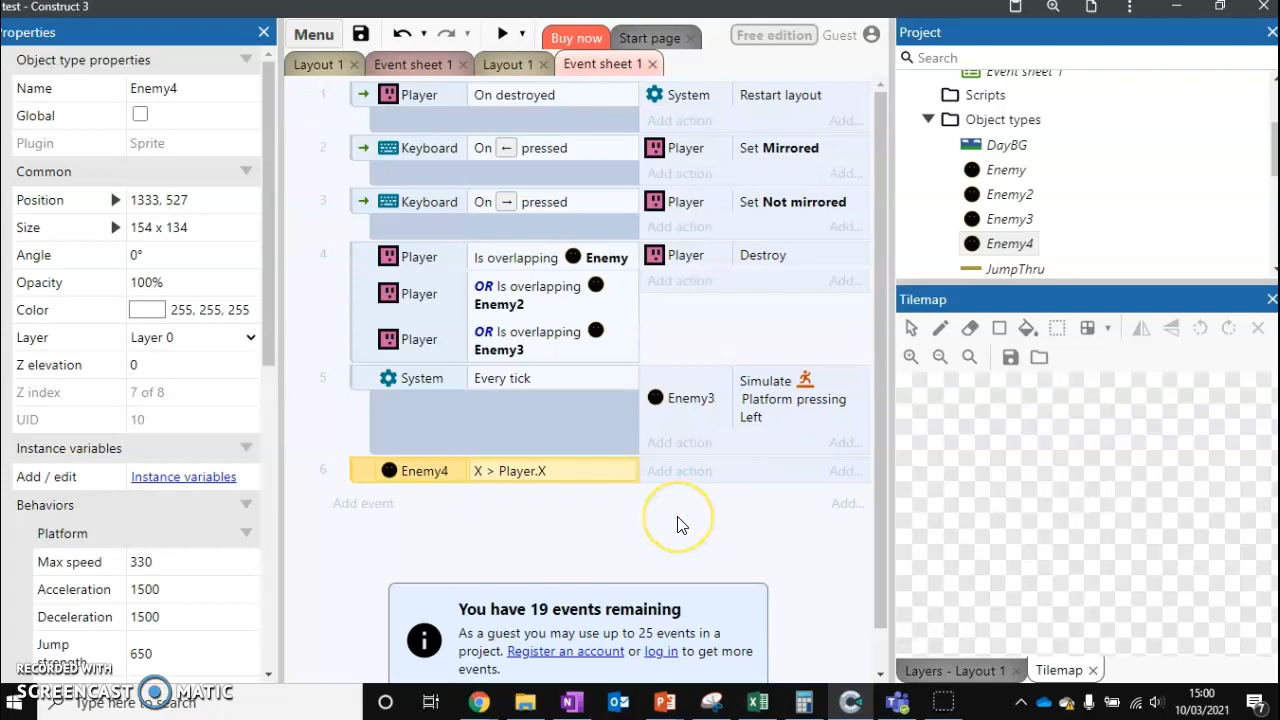 test - Construct 3
Properties
Object type properties
Name Enemy4
Global
Plugin Sprite
Common
Position 1333, 527
Size 154 x 134
Angle 0°
Opacity 100%
Color 255, 255, 255
Layer Layer 0
Z elevation 0
Z index 7 of 8
UID 10
Instance variables
Add / edit Instance variables
Behaviors
Platform
Max speed 330
Acceleration 1500
Deceleration 1500
Jump 650
RECORDED WITH
SCREENCAST MATIC
Menu
Buy now Start page
Free edition Guest
Layout 1 Event sheet 1 Layout 1 Event sheet 1
1 Player On destroyed System Restart layout
Add action Add...
2 Keyboard On ← pressed Player Set Mirrored
Add action Add...
3 Keyboard On → pressed Player Set Not mirrored
Add action Add...
4 Player Is overlapping Enemy Player Destroy
Add action Add...
Player OR Is overlapping
Enemy2
Player OR Is overlapping
Enemy3
5 System Every tick Enemy3 Simulate
Platform pressing
Left
Add action Add...
6 Enemy4 X > Player.X Add action Add...
Add event Add...
You have 19 events remaining
As a guest you may use up to 25 events in a
project. Register an account or log in to get more
events.
Project
Search
Event sheet 1
Scripts
Object types
DayBG
Enemy
Enemy2
Enemy3
Enemy4
JumpThru
Tilemap
Layers - Layout 1 Tilemap
Type here to search
15:00
10/03/2021
7